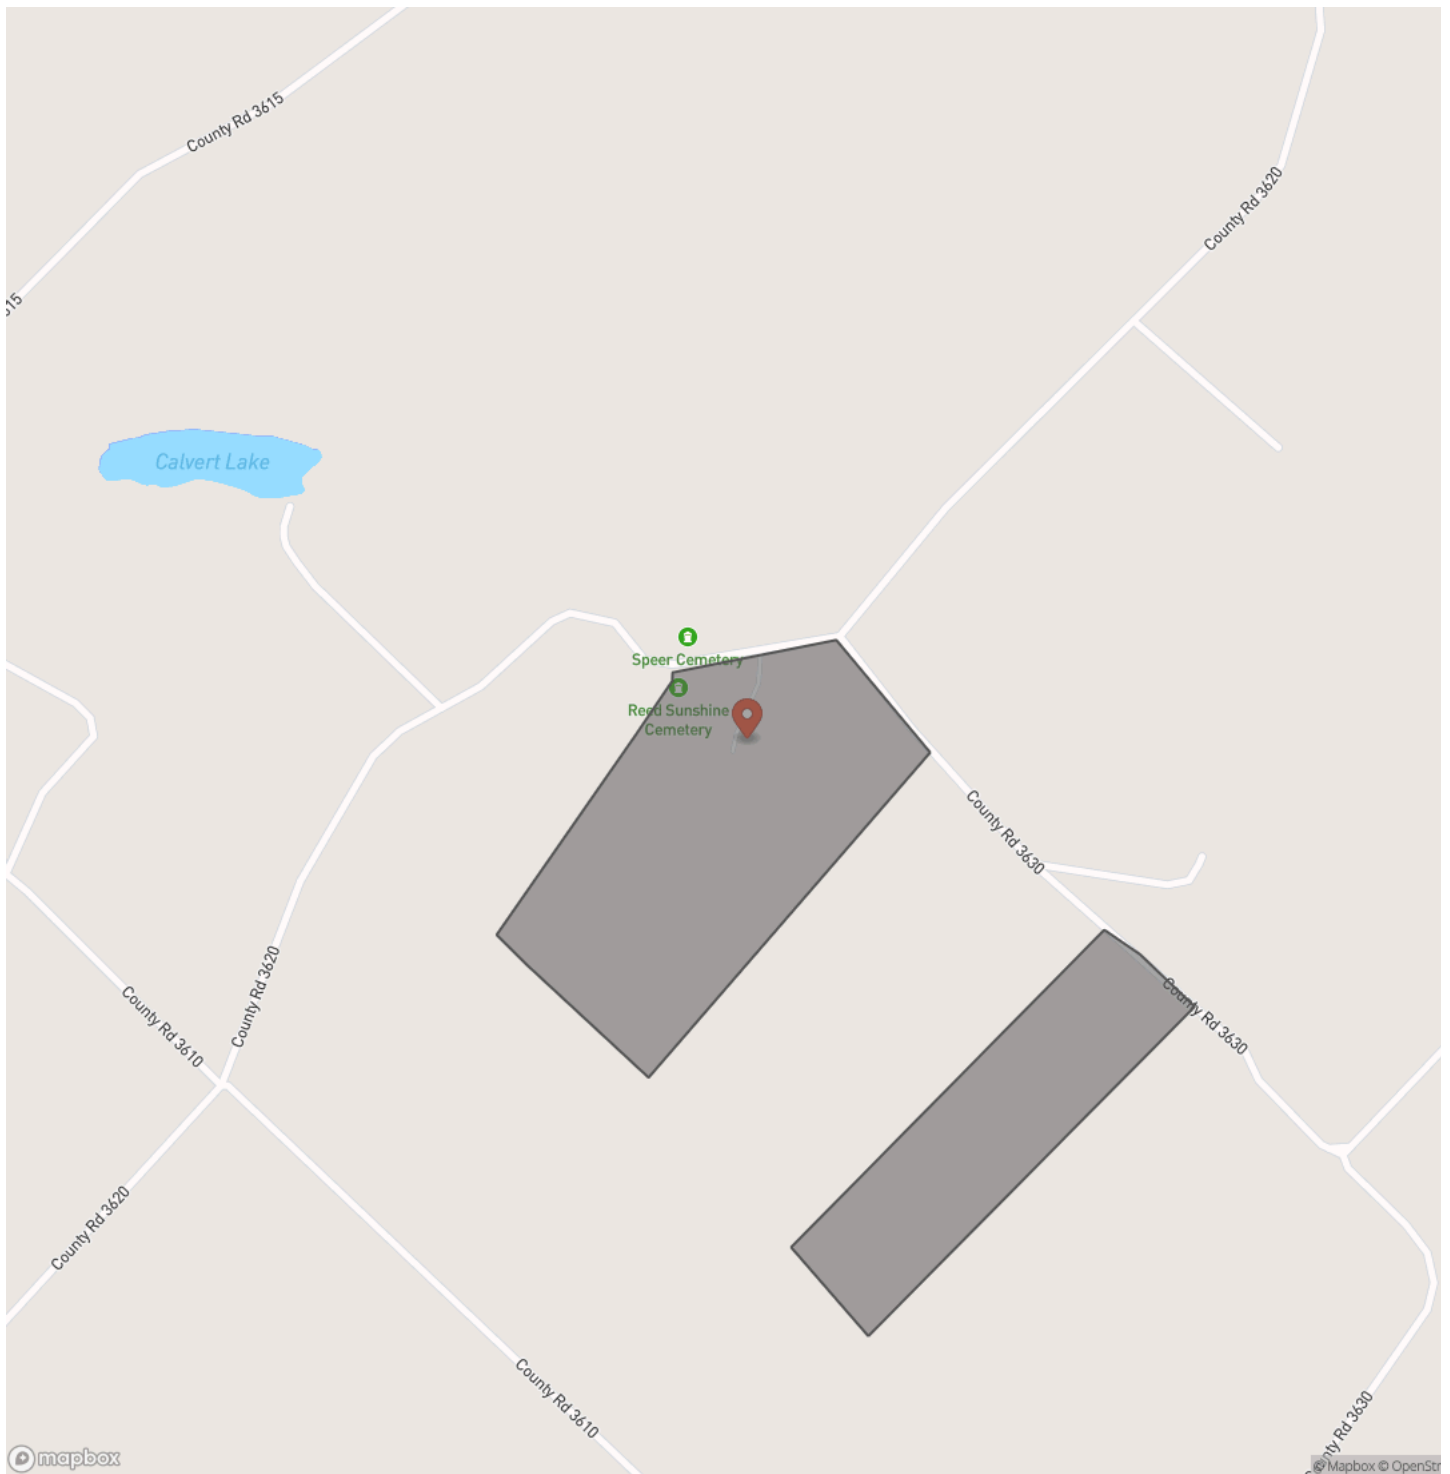 County Rd 3615
County Rd 3620
Calvert Lake
Speer Cemetery
Reed Sunshine
Cemetery
County Rd 3630
County Rd 3620
County Rd 3610
County Rd 3630
County Rd 3620
County Rd 3610
mapbox
© Mapbox © OpenStr